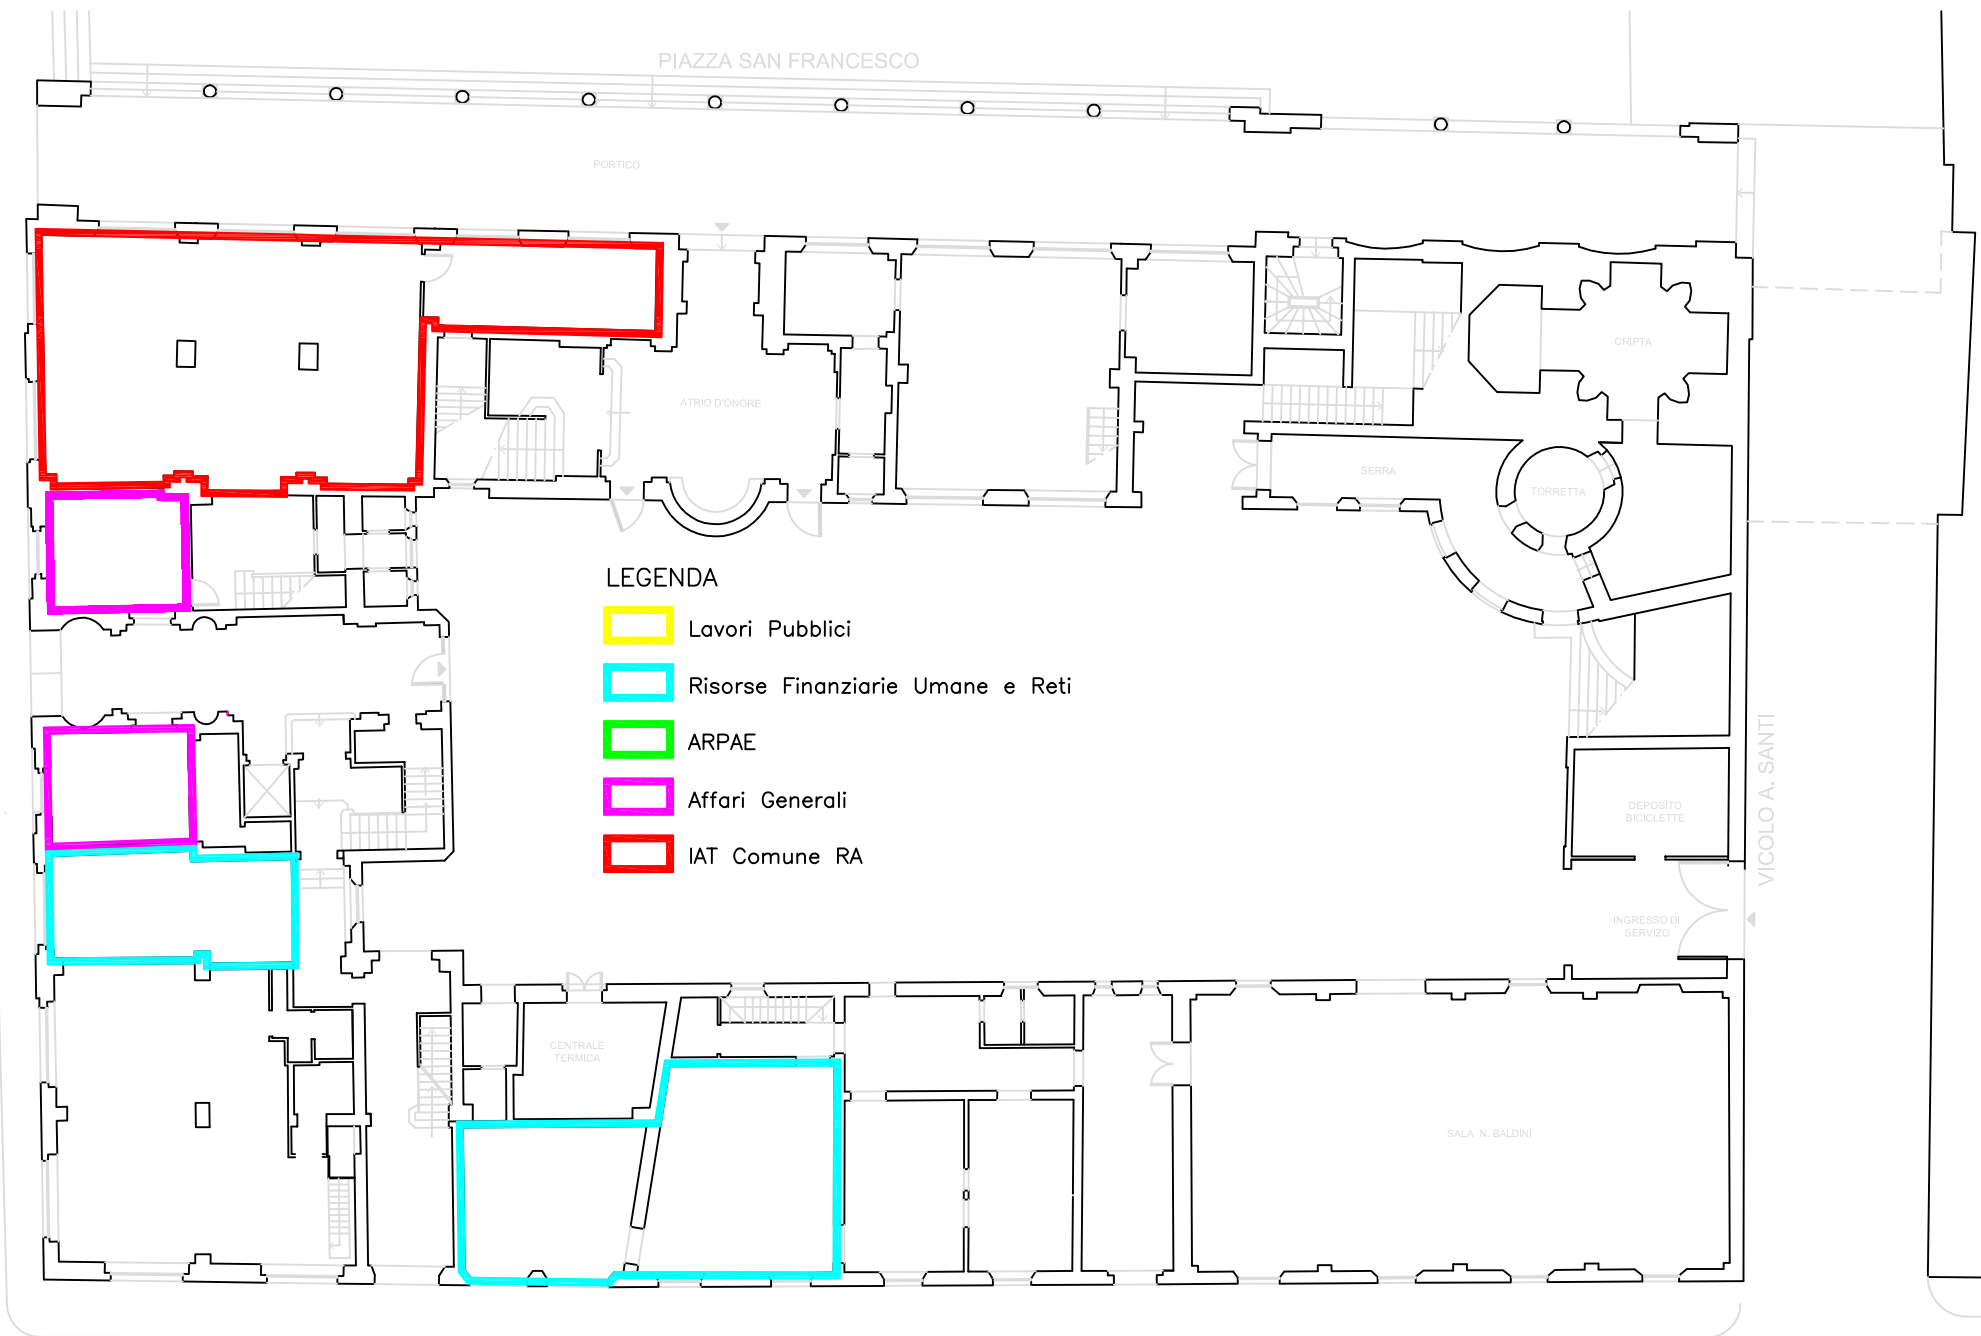 PIAZZA SAN FRANCESCO
PORTICO
CRIPTA
ATRIO D'ONORE
SERRA
TORRETTA
LEGENDA
Lavori Pubblici
Risorse Finanziarie Umane e Reti
ARPAE
Affari Generali
IAT Comune RA
VICOLO A. SANTI
DEPOSITO
BICICLETTE
INGRESSO DI
SERVIZO
CENTRALE
TERMICA
SALA N. BALDINI